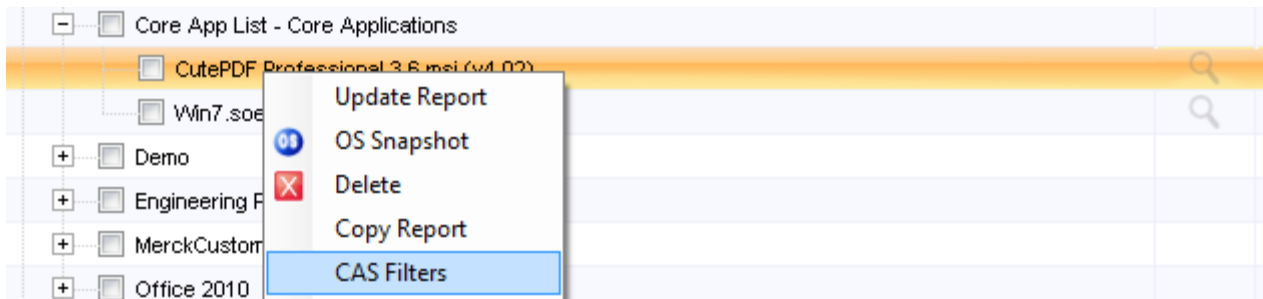 Core App List - Core Applications
CutePDF Professional 3.6 msi (v4.02)
Update Report
Win7.soe
OS Snapshot
Demo
Delete
Engineering
Copy Report
MerckCustom
CAS Filters
Office 2010